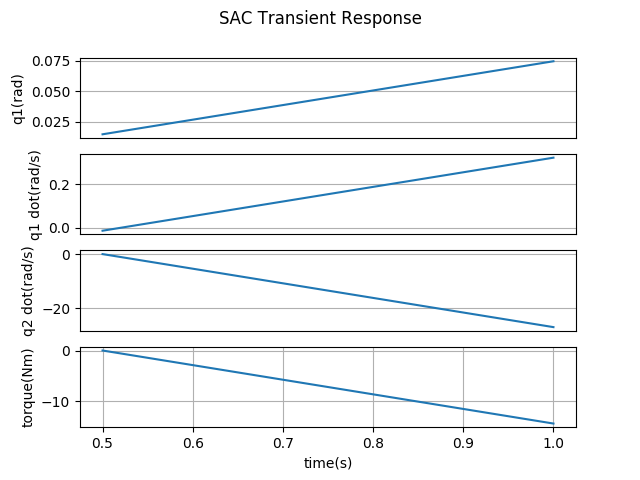 SAC Transient Response
q1(rad)
0.075
0.050
0.025
q1 dot(rad/s)
0.2
0.0
q2 dot(rad/s)
0
−20
torque(Nm)
0
−10
0.5 0.6 0.7 0.8 0.9 1.0
time(s)